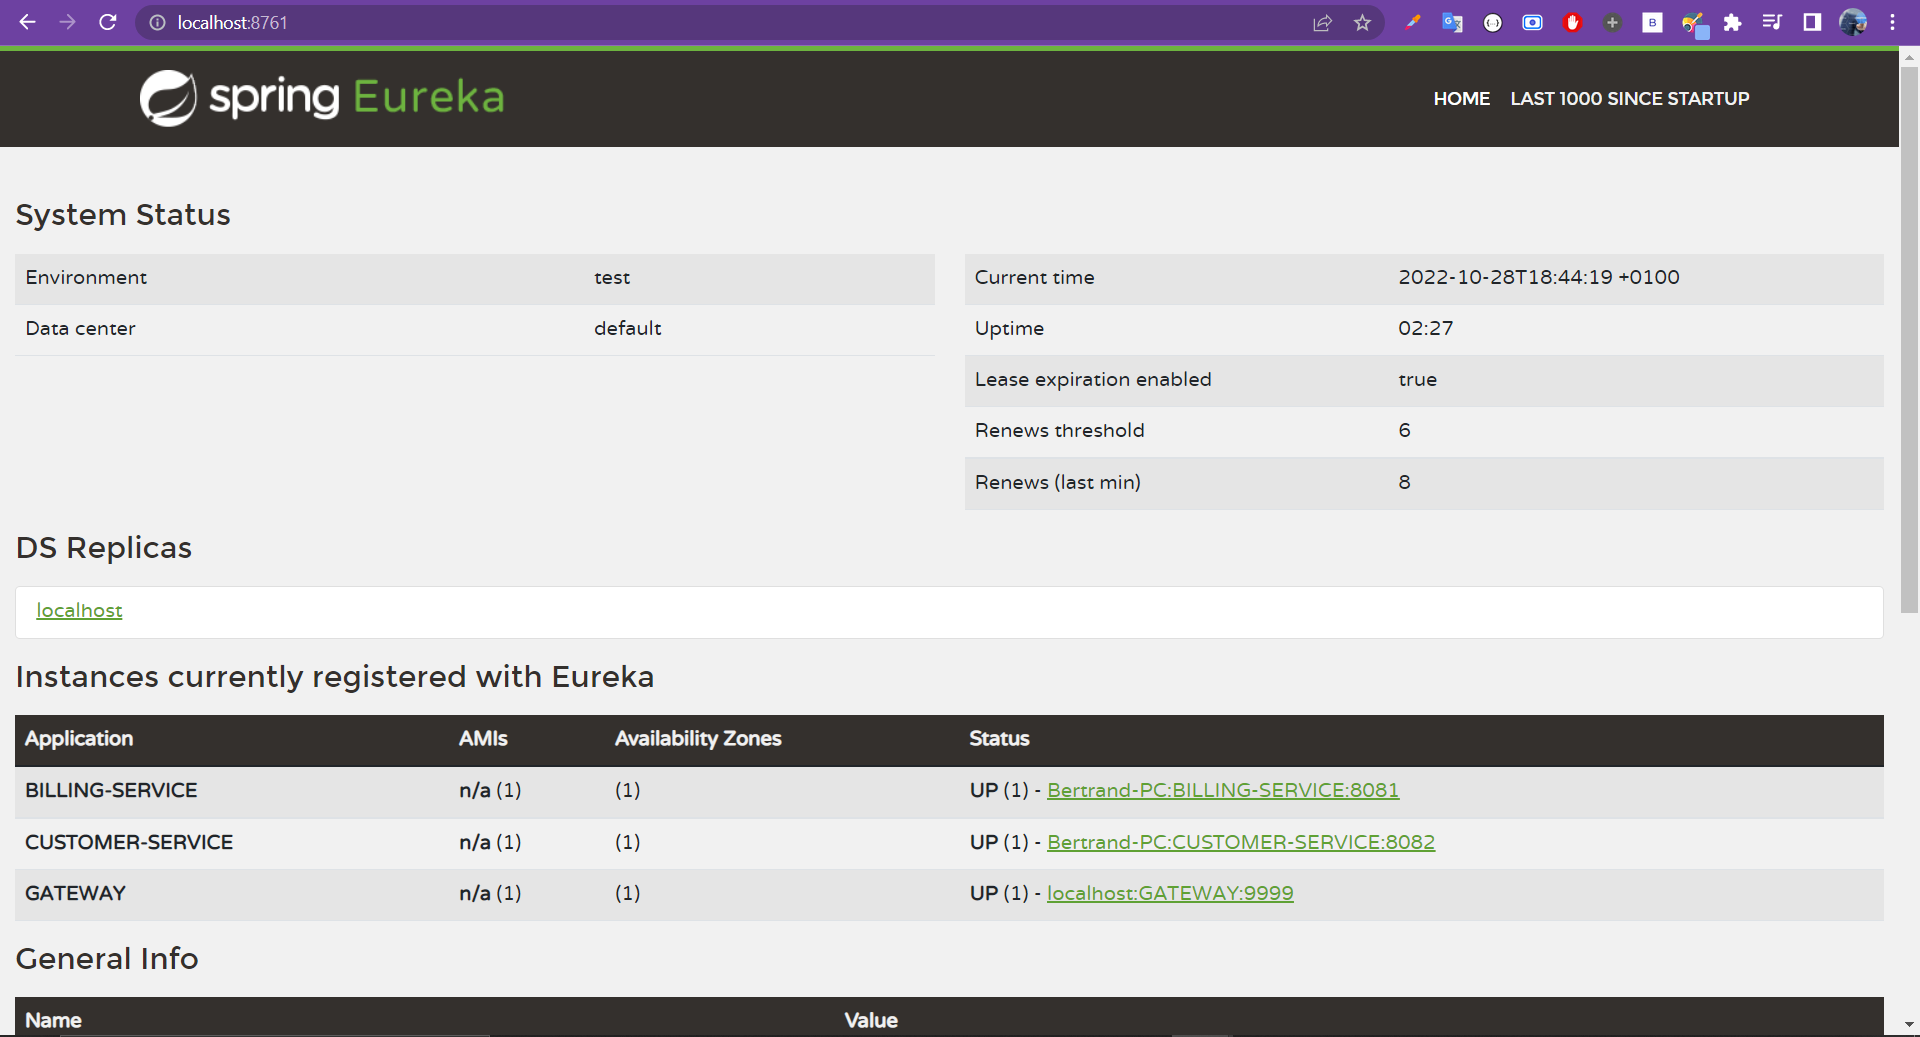 localhost:8761
spring Eureka
HOME LAST 1000 SINCE STARTUP
System Status
Environment test
Data center default
Current time 2022-10-28T18:44:19 +0100
Uptime 02:27
Lease expiration enabled true
Renews threshold 6
Renews (last min) 8
DS Replicas
localhost
Instances currently registered with Eureka
Application AMIs Availability Zones Status
BILLING-SERVICE n/a (1) (1) UP (1) - Bertrand-PC:BILLING-SERVICE:8081
CUSTOMER-SERVICE n/a (1) (1) UP (1) - Bertrand-PC:CUSTOMER-SERVICE:8082
GATEWAY n/a (1) (1) UP (1) - localhost:GATEWAY:9999
General Info
Name Value